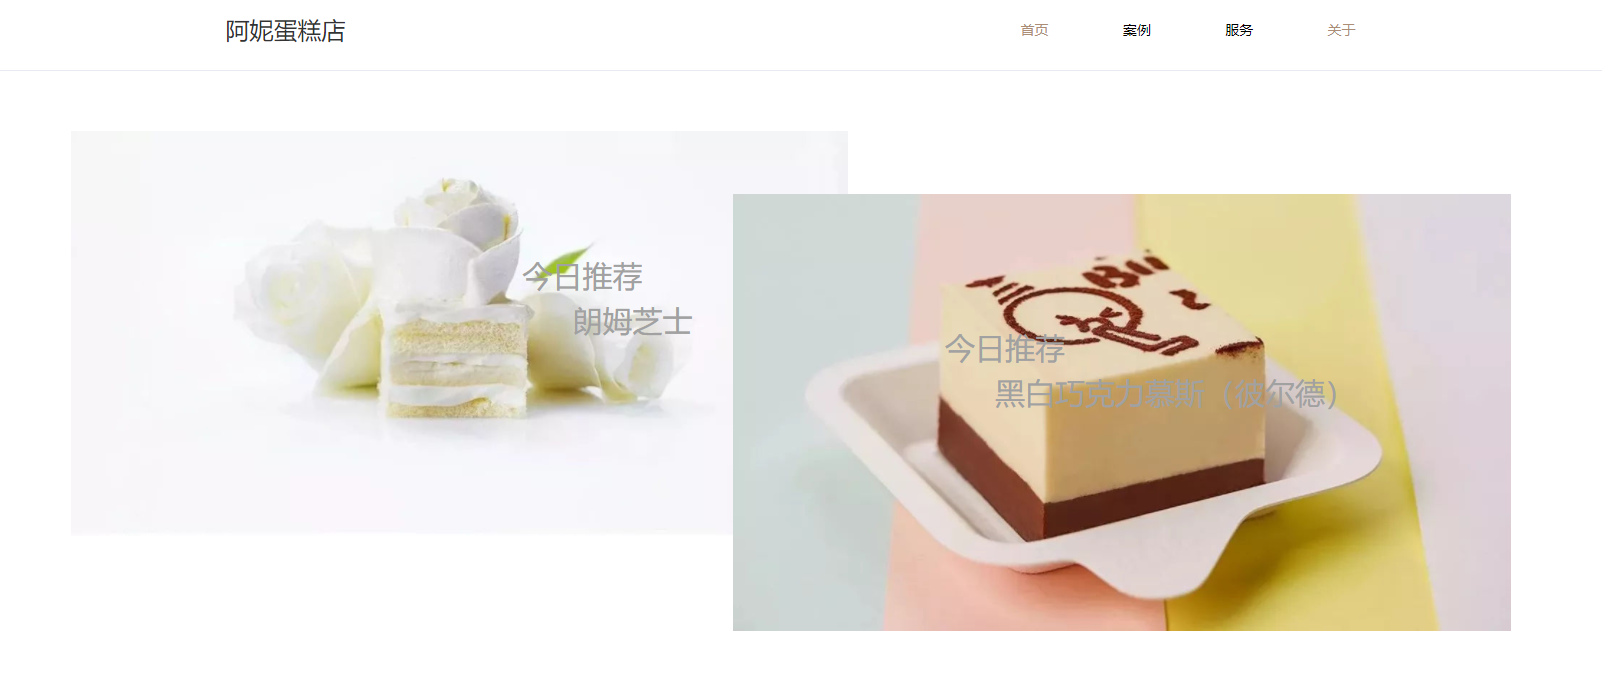 阿妮蛋糕店
首页 案例 服务 关于
今日推荐
朗姆芝士
今日推荐
黑白巧克力慕斯（彼尔德）